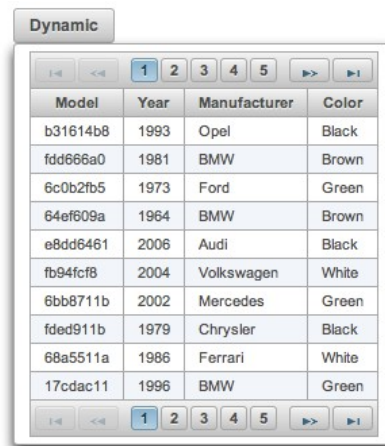 Dynamic
1 2 3 4 5
Model Year Manufacturer Color
b31614b8 1993 Opel Black
fdd666a0 1981 BMW Brown
6c0b2fb5 1973 Ford Green
64ef609a 1964 BMW Brown
e8dd6461 2006 Audi Black
fb94fcf8 2004 Volkswagen White
6bb8711b 2002 Mercedes Green
fded911b 1979 Chrysler Black
68a5511a 1986 Ferrari White
17cdac11 1996 BMW Green
1 2 3 4 5